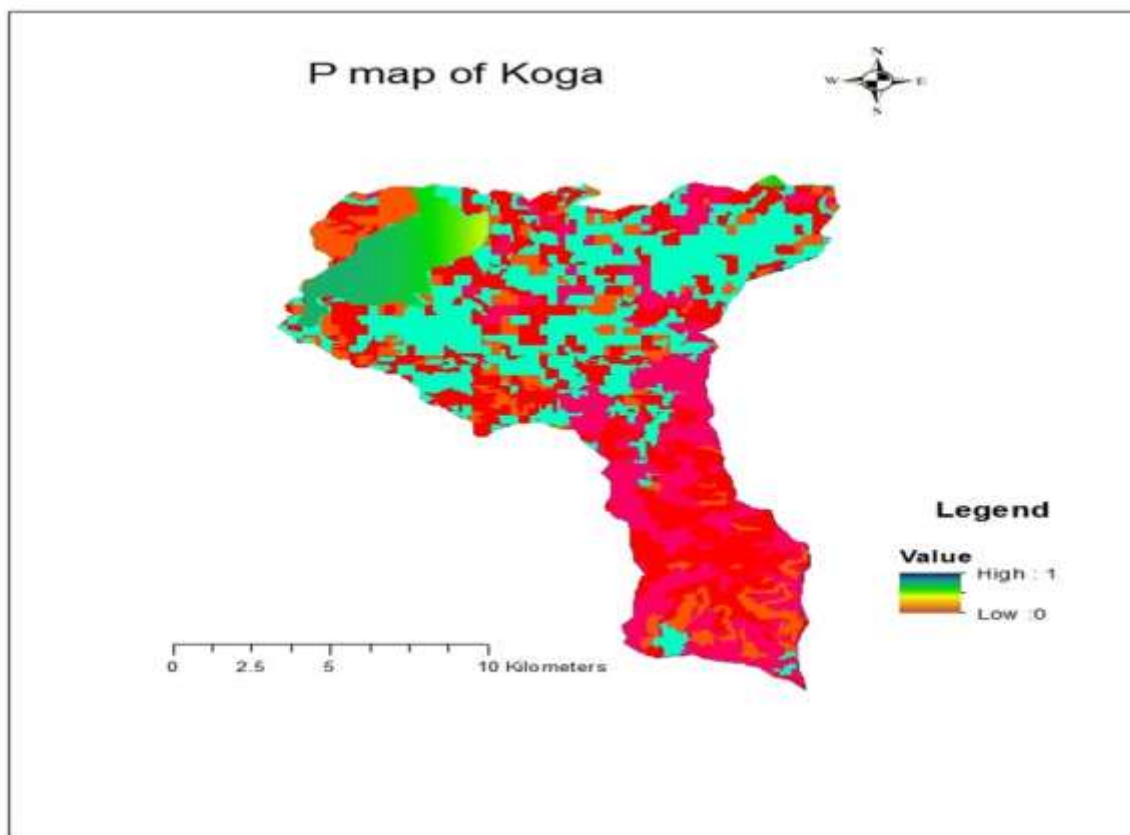 P map of Koga
N
W E
S
Legend
Value
High : 1
Low :0
0 2.5 5 10 Kilometers